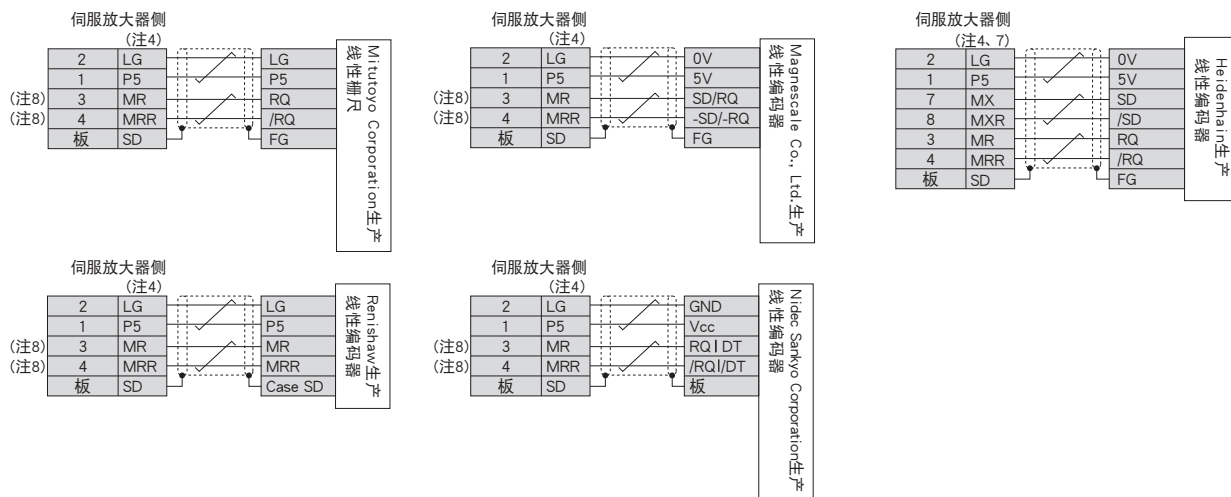 伺服放大器侧
(注4)
2 LG LG
1 P5 P5
(注8) 3 MR RQ
(注8) 4 MRR /RQ
板 SD FG
Mitutoyo Corporation生产
线性栅尺
伺服放大器侧
(注4)
2 LG 0V
1 P5 5V
(注8) 3 MR SD/RQ
(注8) 4 MRR -SD/-RQ
板 SD FG
Magnescale Co., Ltd.生产
线性编码器
伺服放大器侧
(注4、7)
2 LG 0V
1 P5 5V
7 MX SD
8 MXR /SD
3 MR RQ
4 MRR /RQ
板 SD FG
Heidenhain生产
线性编码器
伺服放大器侧
(注4)
2 LG LG
1 P5 P5
(注8) 3 MR MR
(注8) 4 MRR MRR
板 SD Case SD
Renishaw生产
线性编码器
伺服放大器侧
(注4)
2 LG GND
1 P5 Vcc
(注8) 3 MR RQ|DT
(注8) 4 MRR /RQ|/DT
板 SD 板
Nidec Sankyo Corporation生产
线性编码器